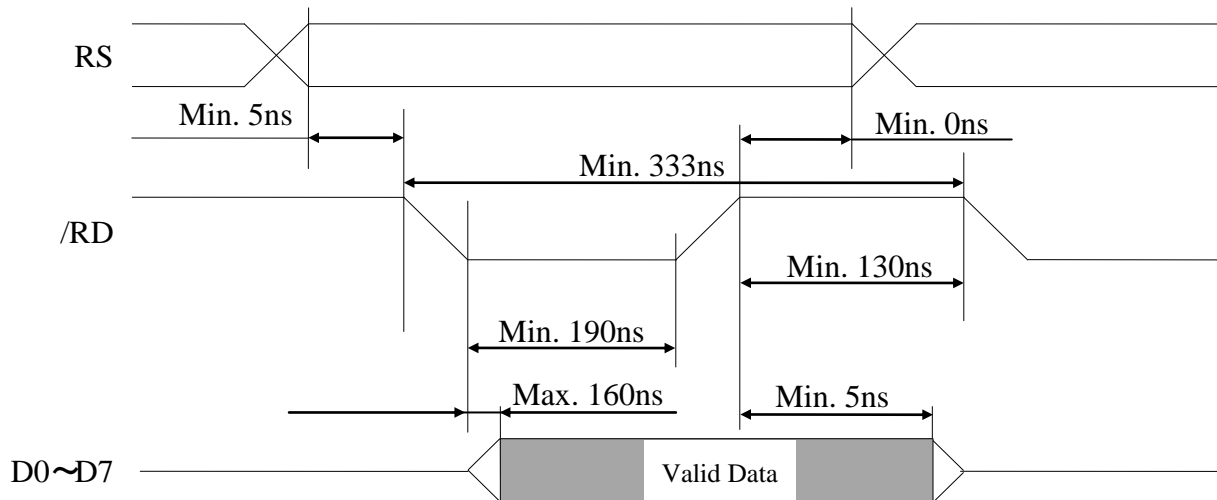 RS
Min. 5ns
Min. 0ns
Min. 333ns
/RD
Min. 130ns
Min. 190ns
Max. 160ns
Min. 5ns
D0~D7
Valid Data